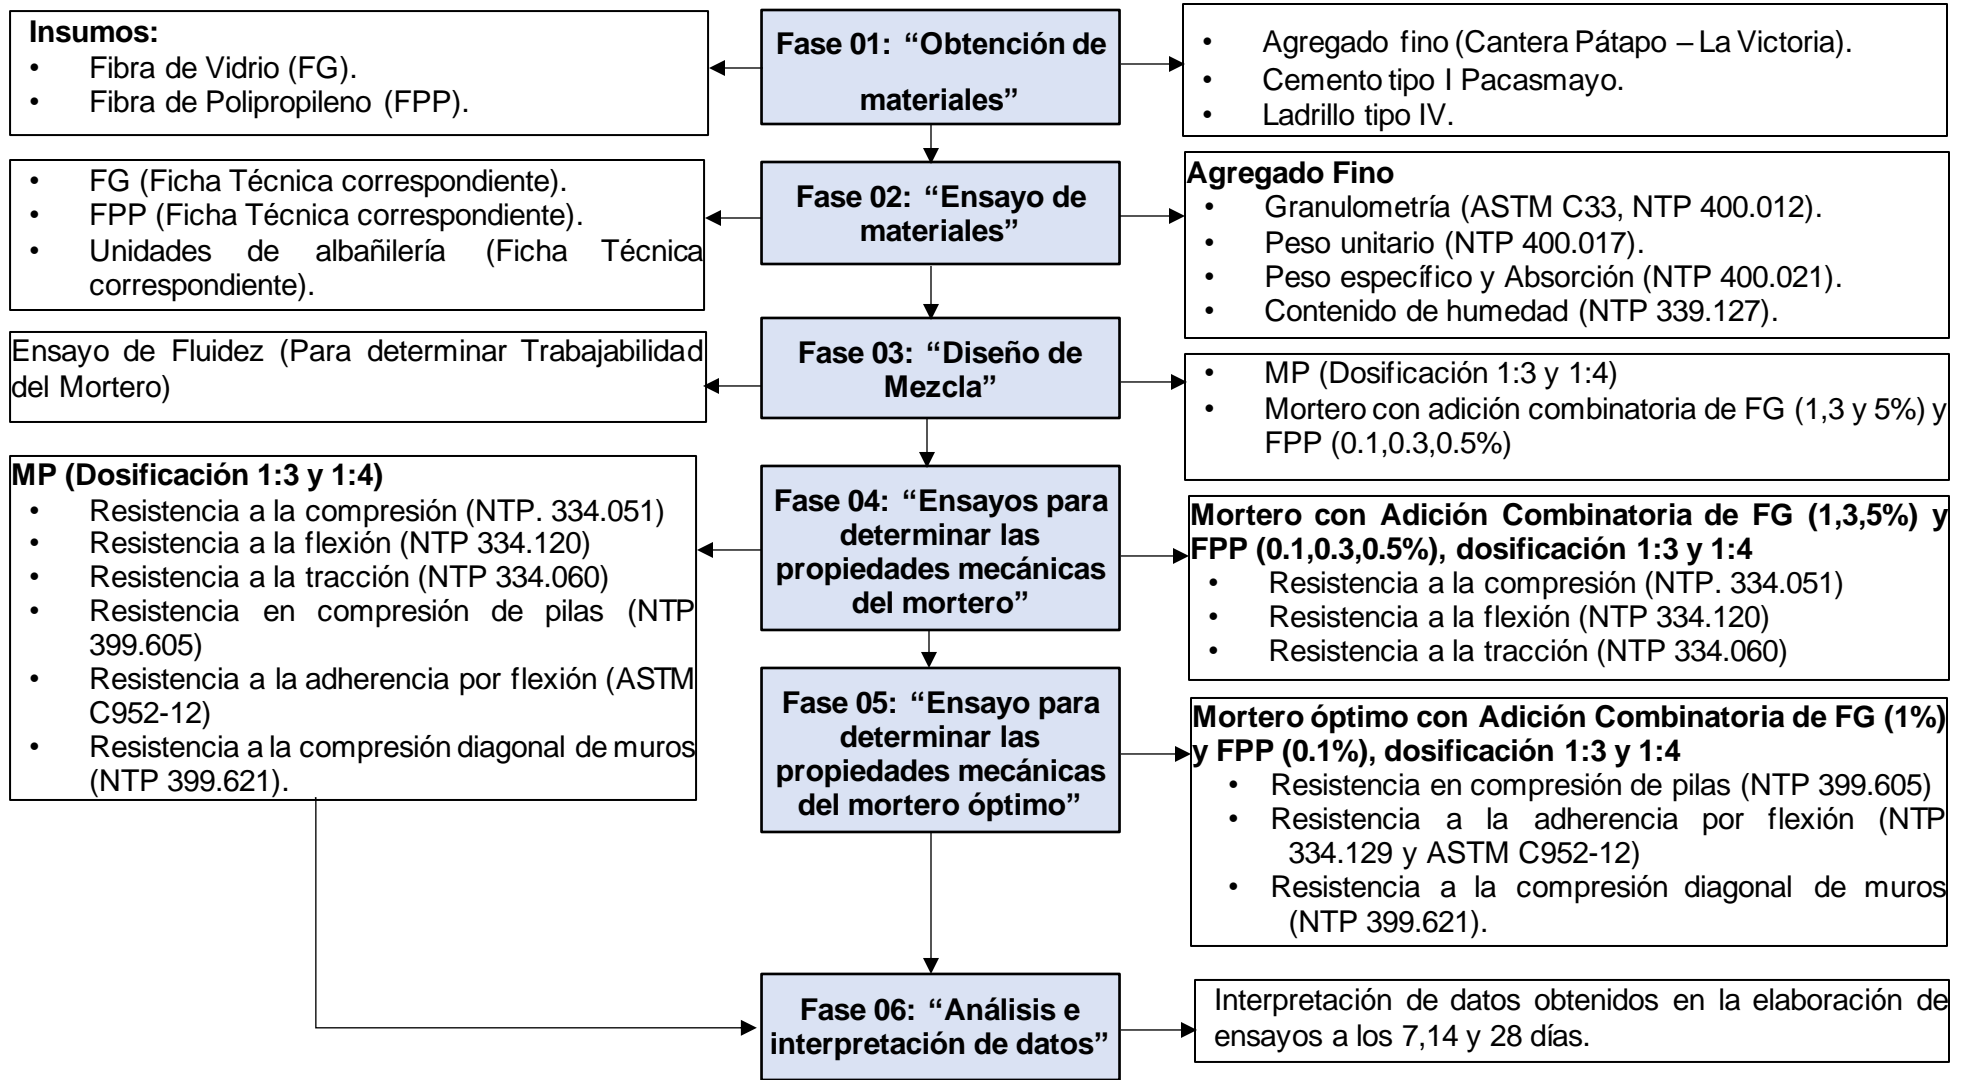 Insumos:
• Fibra de Vidrio (FG).
• Fibra de Polipropileno (FPP).
Fase 01: “Obtención de
materiales”
• Agregado fino (Cantera Pátapo – La Victoria).
• Cemento tipo I Pacasmayo.
• Ladrillo tipo IV.
• FG (Ficha Técnica correspondiente).
• FPP (Ficha Técnica correspondiente).
• Unidades de albañilería (Ficha Técnica
correspondiente).
Fase 02: “Ensayo de
materiales”
Agregado Fino
• Granulometría (ASTM C33, NTP 400.012).
• Peso unitario (NTP 400.017).
• Peso específico y Absorción (NTP 400.021).
• Contenido de humedad (NTP 339.127).
Ensayo de Fluidez (Para determinar Trabajabilidad
del Mortero)
Fase 03: “Diseño de
Mezcla”
• MP (Dosificación 1:3 y 1:4)
• Mortero con adición combinatoria de FG (1,3 y 5%) y
FPP (0.1,0.3,0.5%)
MP (Dosificación 1:3 y 1:4)
• Resistencia a la compresión (NTP. 334.051)
• Resistencia a la flexión (NTP 334.120)
• Resistencia a la tracción (NTP 334.060)
• Resistencia en compresión de pilas (NTP
399.605)
• Resistencia a la adherencia por flexión (ASTM
C952-12)
• Resistencia a la compresión diagonal de muros
(NTP 399.621).
Fase 04: “Ensayos para
determinar las
propiedades mecánicas
del mortero”
Mortero con Adición Combinatoria de FG (1,3,5%) y
FPP (0.1,0.3,0.5%), dosificación 1:3 y 1:4
• Resistencia a la compresión (NTP. 334.051)
• Resistencia a la flexión (NTP 334.120)
• Resistencia a la tracción (NTP 334.060)
Fase 05: “Ensayo para
determinar las
propiedades mecánicas
del mortero óptimo”
Mortero óptimo con Adición Combinatoria de FG (1%)
y FPP (0.1%), dosificación 1:3 y 1:4
• Resistencia en compresión de pilas (NTP 399.605)
• Resistencia a la adherencia por flexión (NTP
334.129 y ASTM C952-12)
• Resistencia a la compresión diagonal de muros
(NTP 399.621).
Fase 06: “Análisis e
interpretación de datos”
Interpretación de datos obtenidos en la elaboración de
ensayos a los 7,14 y 28 días.